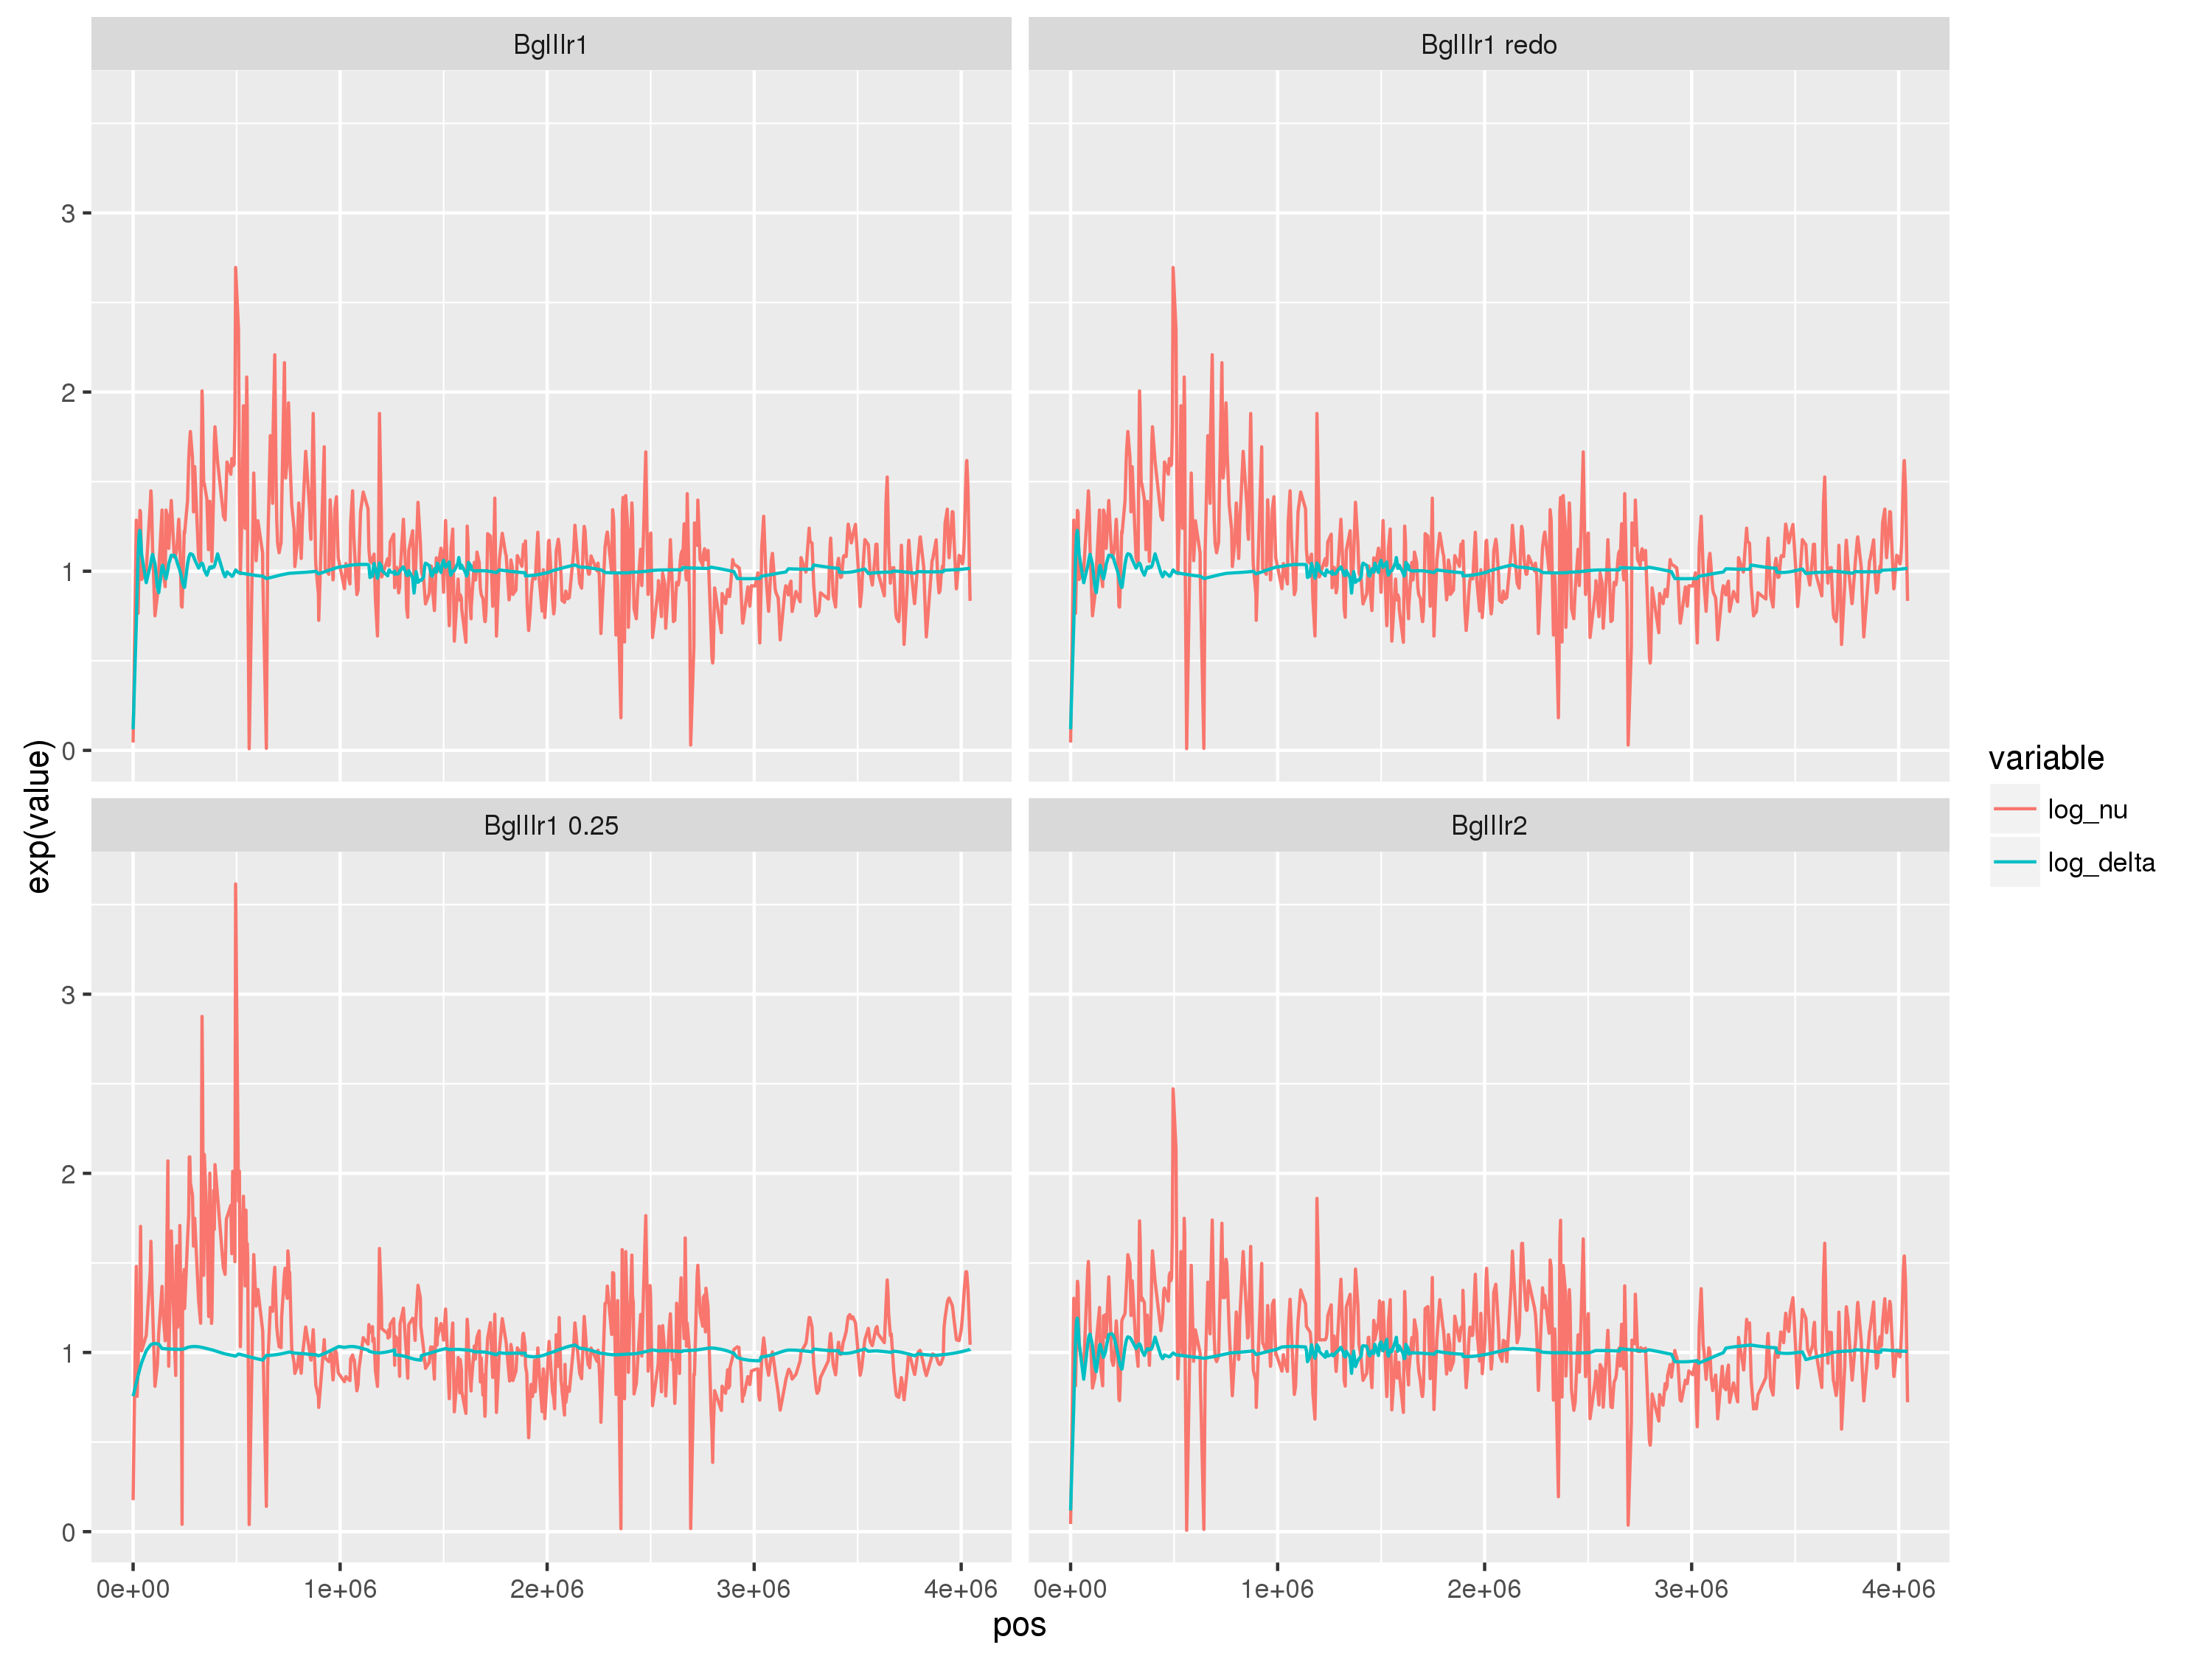 BglIIr1
BglIIr1 redo
3
2
1
0
BglIIr1 0.25
BglIIr2
3
2
1
0
exp(value)
0e+00 1e+06 2e+06 3e+06 4e+06
0e+00 1e+06 2e+06 3e+06 4e+06
pos
variable
log_nu
log_delta